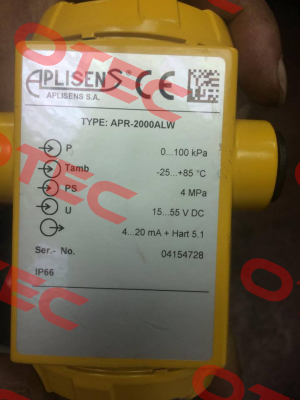 APLISENS® CE
APLISENS S.A.
TYPE: APR-2000ALW
P 0...100 kPa
Tamb -25...+85 °C
PS 4 MPa
U 15...55 V DC
4...20 mA + Hart 5.1
Ser.- No. 04154728
IP66
OTEC
OTEC
OTEC